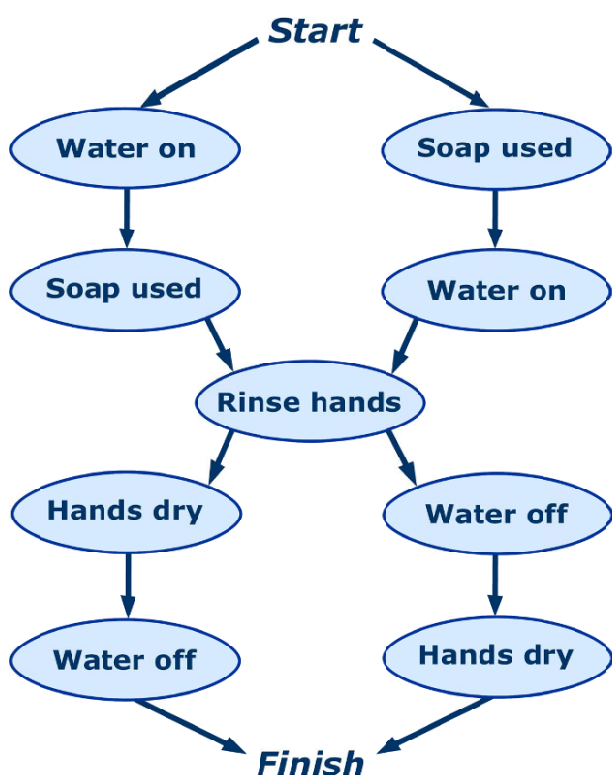 Start
Water on
Soap used
Soap used
Water on
Rinse hands
Hands dry
Water off
Water off
Hands dry
Finish